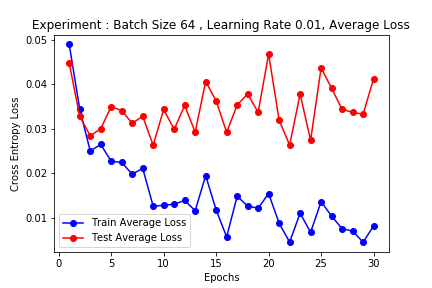 Experiment : Batch Size 64 , Learning Rate 0.01, Average Loss
0.05
0.04
0.03
0.02
0.01
Cross Entropy Loss
Train Average Loss
Test Average Loss
0 5 10 15 20 25 30
Epochs